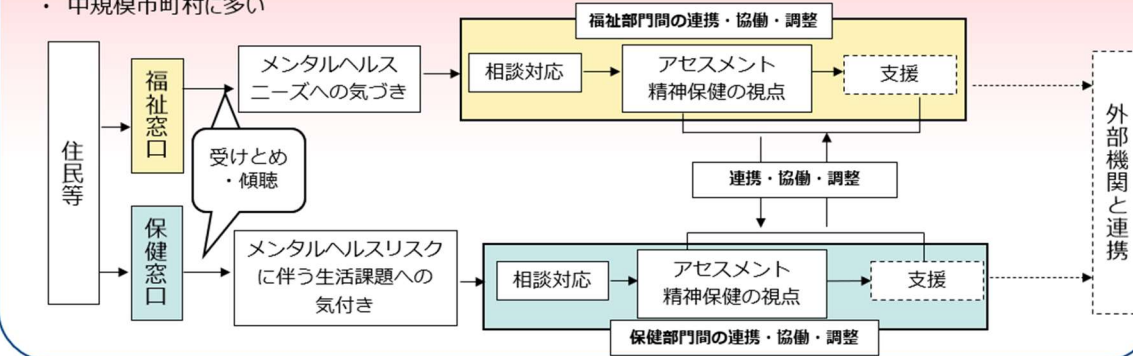 ・ 中規模市町村に多い
福祉部門間の連携・協働・調整
住民等
福祉窓口
メンタルヘルス
ニーズへの気づき
相談対応
アセスメント
精神保健の視点
支援
受けとめ
・傾聴
連携・協働・調整
外部機関と連携
保健窓口
メンタルヘルスリスク
に伴う生活課題への
気付き
相談対応
アセスメント
精神保健の視点
支援
保健部門間の連携・協働・調整